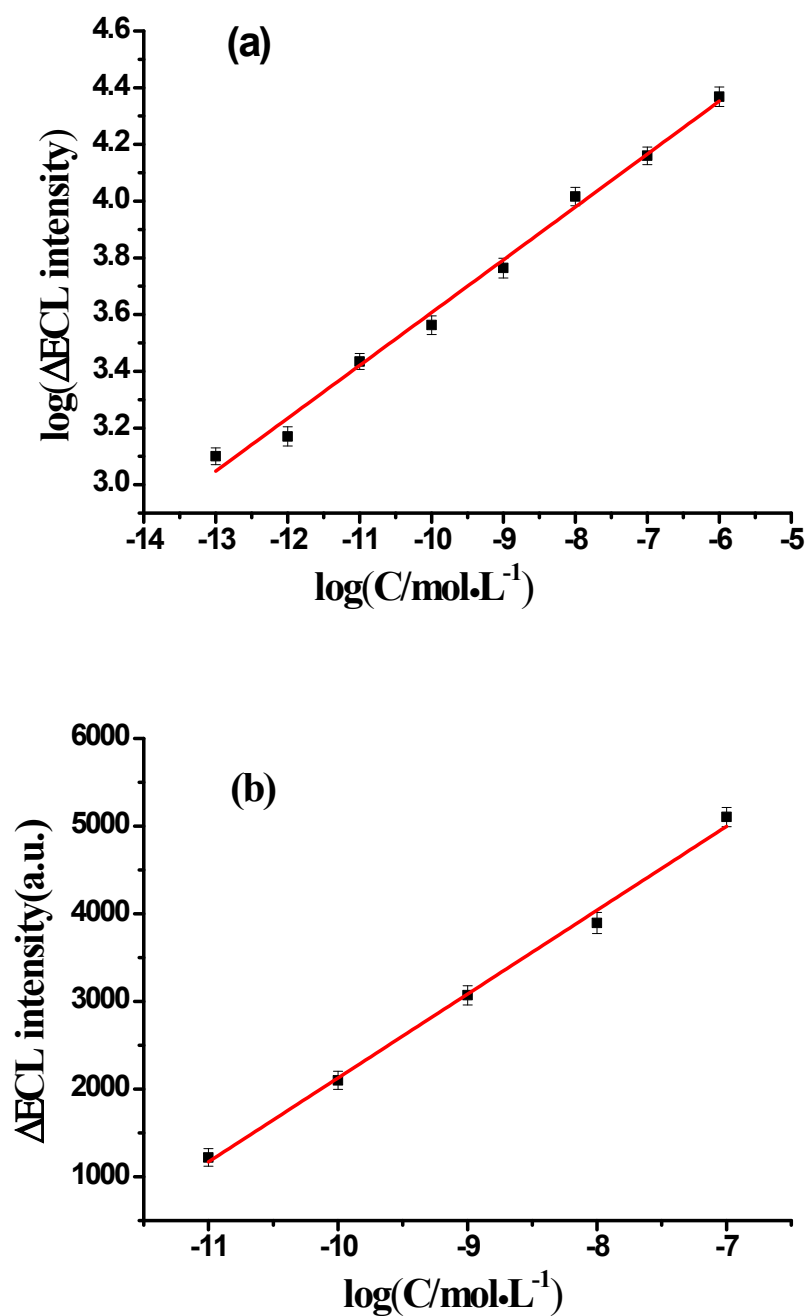 (a)
log(ΔECL intensity)
4.6
4.4
4.2
4.0
3.8
3.6
3.4
3.2
3.0
-14 -13 -12 -11 -10 -9 -8 -7 -6 -5
log(C/mol•L⁻¹)
(b)
ΔECL intensity(a.u.)
6000
5000
4000
3000
2000
1000
-11 -10 -9 -8 -7
log(C/mol•L⁻¹)